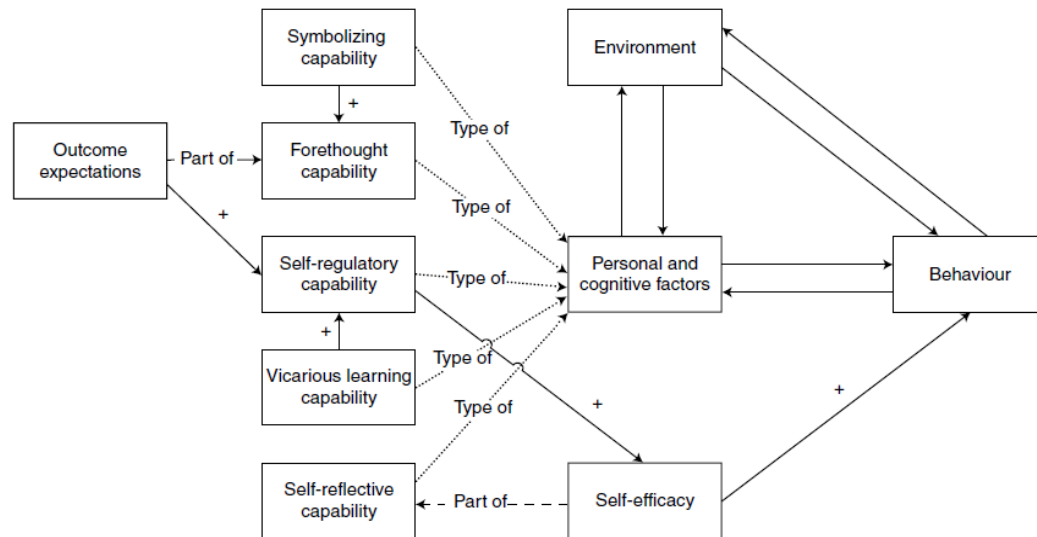 Symbolizing
capability
Environment
+
Type of
Outcome
expectations
Part of
Forethought
capability
Type of
+
Self-regulatory
capability
Type of
Personal and
cognitive factors
Behaviour
+
Vicarious learning
capability
Type of
Type of
+
+
Self-reflective
capability
Part of
Self-efficacy